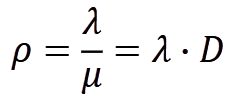 ρ = λ/μ = λ · D